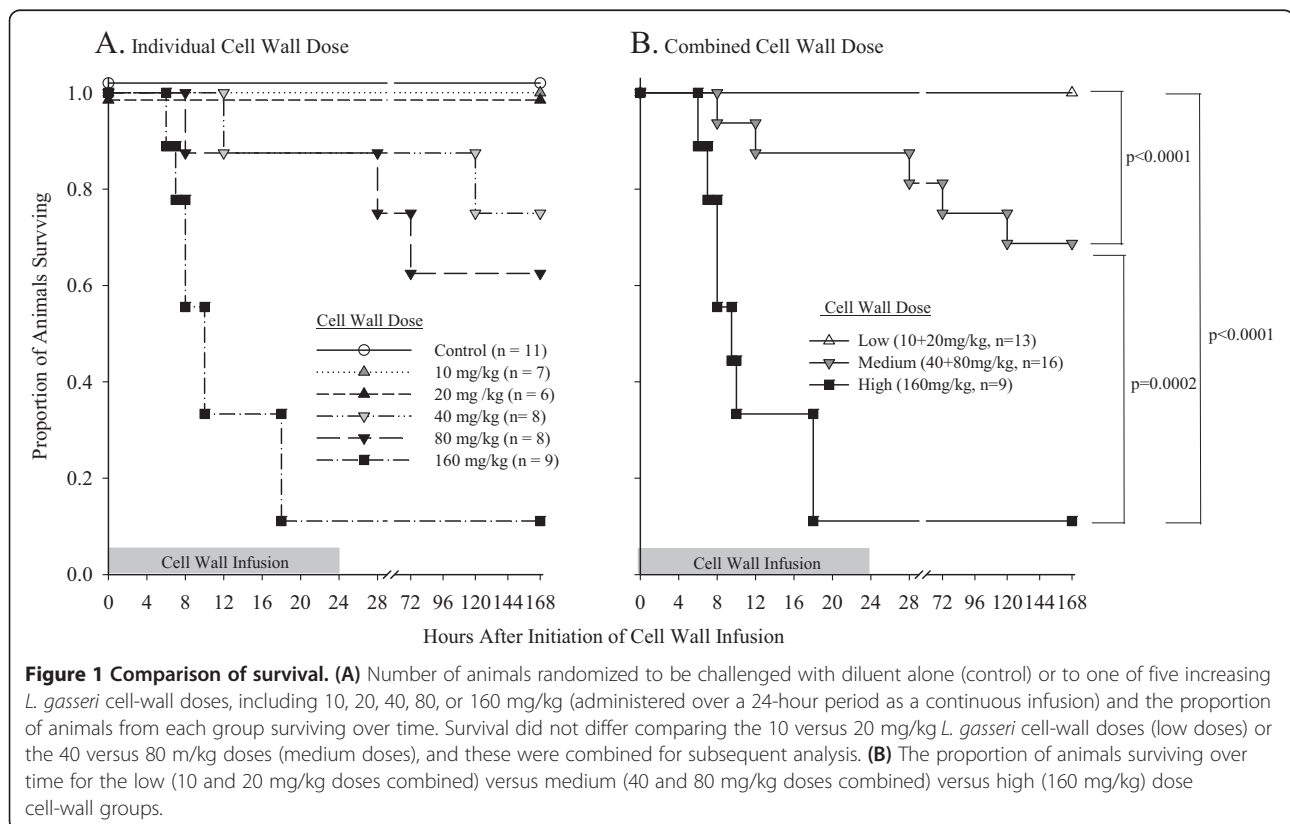 A. Individual Cell Wall Dose
B. Combined Cell Wall Dose
Proportion of Animals Surviving
1.0
0.8
0.6
0.4
0.2
0.0
Cell Wall Dose
Control (n = 11)
10 mg/kg (n = 7)
20 mg /kg (n = 6)
40 mg/kg (n= 8)
80 mg/kg (n = 8)
160 mg/kg (n = 9)
Cell Wall Infusion
0 4 8 12 16 20 24 28 72 96 120 144 168
Cell Wall Dose
Low (10+20mg/kg, n=13)
Medium (40+80mg/kg, n=16)
High (160mg/kg, n=9)
p<0.0001
p=0.0002
p<0.0001
Cell Wall Infusion
0 4 8 12 16 20 24 28 72 96 120 144 168
Hours After Initiation of Cell Wall Infusion
Figure 1 Comparison of survival. (A) Number of animals randomized to be challenged with diluent alone (control) or to one of five increasing
L. gasseri cell-wall doses, including 10, 20, 40, 80, or 160 mg/kg (administered over a 24-hour period as a continuous infusion) and the proportion
of animals from each group surviving over time. Survival did not differ comparing the 10 versus 20 mg/kg L. gasseri cell-wall doses (low doses) or
the 40 versus 80 m/kg doses (medium doses), and these were combined for subsequent analysis. (B) The proportion of animals surviving over
time for the low (10 and 20 mg/kg doses combined) versus medium (40 and 80 mg/kg doses combined) versus high (160 mg/kg) dose
cell-wall groups.